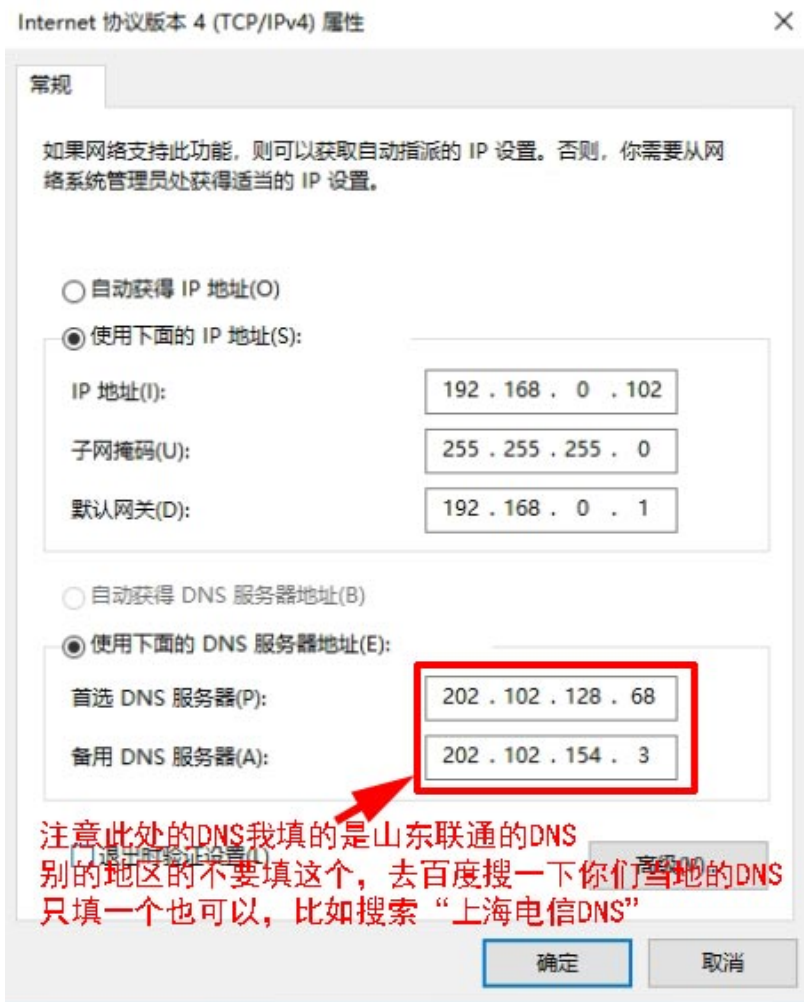 Internet 协议版本 4 (TCP/IPv4) 属性
常规
如果网络支持此功能，则可以获取自动指派的 IP 设置。否则，你需要从网
络系统管理员处获得适当的 IP 设置。
自动获得 IP 地址(O)
使用下面的 IP 地址(S):
IP 地址(I):
192 . 168 . 0 . 102
子网掩码(U):
255 . 255 . 255 . 0
默认网关(D):
192 . 168 . 0 . 1
自动获得 DNS 服务器地址(B)
使用下面的 DNS 服务器地址(E):
首选 DNS 服务器(P):
202 . 102 . 128 . 68
备用 DNS 服务器(A):
202 . 102 . 154 . 3
注意此处的DNS我填的是山东联通的DNS
退出时验证设置(L)
高级(V)...
别的地区的不要填这个，去百度搜一下你们当地的DNS
只填一个也可以，比如搜索“上海电信DNS”
确定
取消